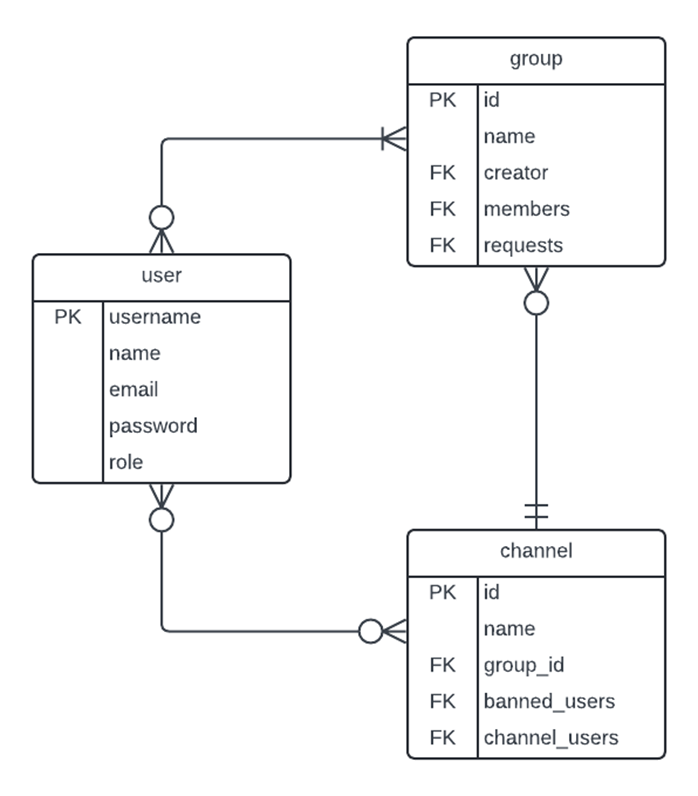 group
PK id
name
FK creator
FK members
FK requests
user
PK username
name
email
password
role
channel
PK id
name
FK group_id
FK banned_users
FK channel_users